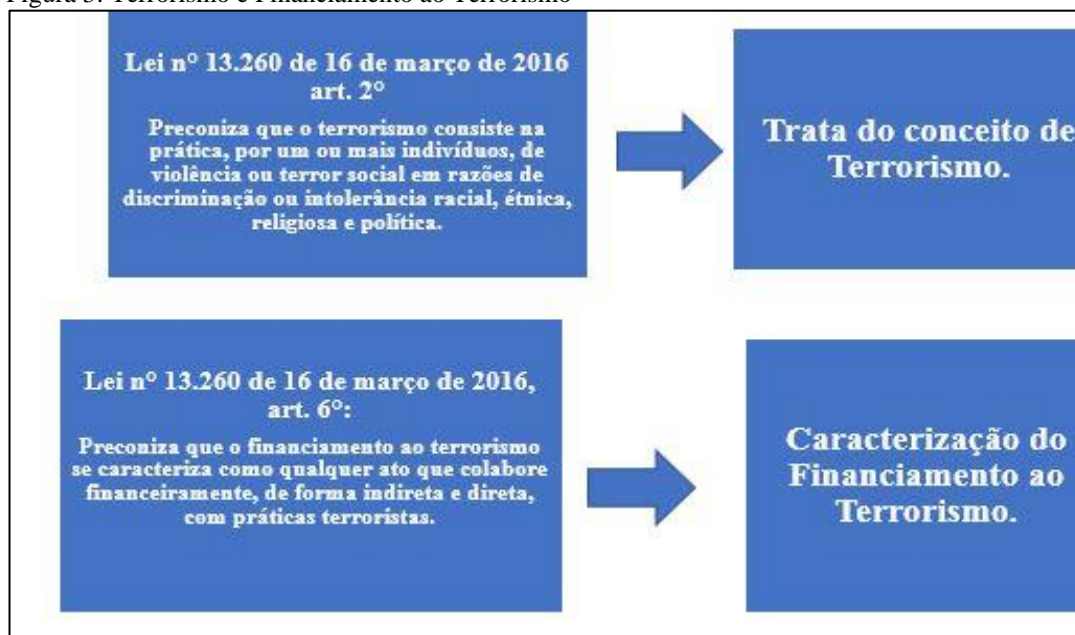 Figura 3: Terrorismo e Financiamento ao Terrorismo
Lei nº 13.260 de 16 de março de 2016
art. 2°
Preconiza que o terrorismo consiste na
prática, por um ou mais indivíduos, de
violência ou terror social em razões de
discriminação ou intolerância racial, étnica,
religiosa e política.
Trata do conceito de
Terrorismo.
Lei nº 13.260 de 16 de março de 2016,
art. 6°:
Preconiza que o financiamento ao terrorismo
se caracteriza como qualquer ato que colabore
financeiramente, de forma indireta e direta,
com práticas terroristas.
Caracterização do
Financiamento ao
Terrorismo.